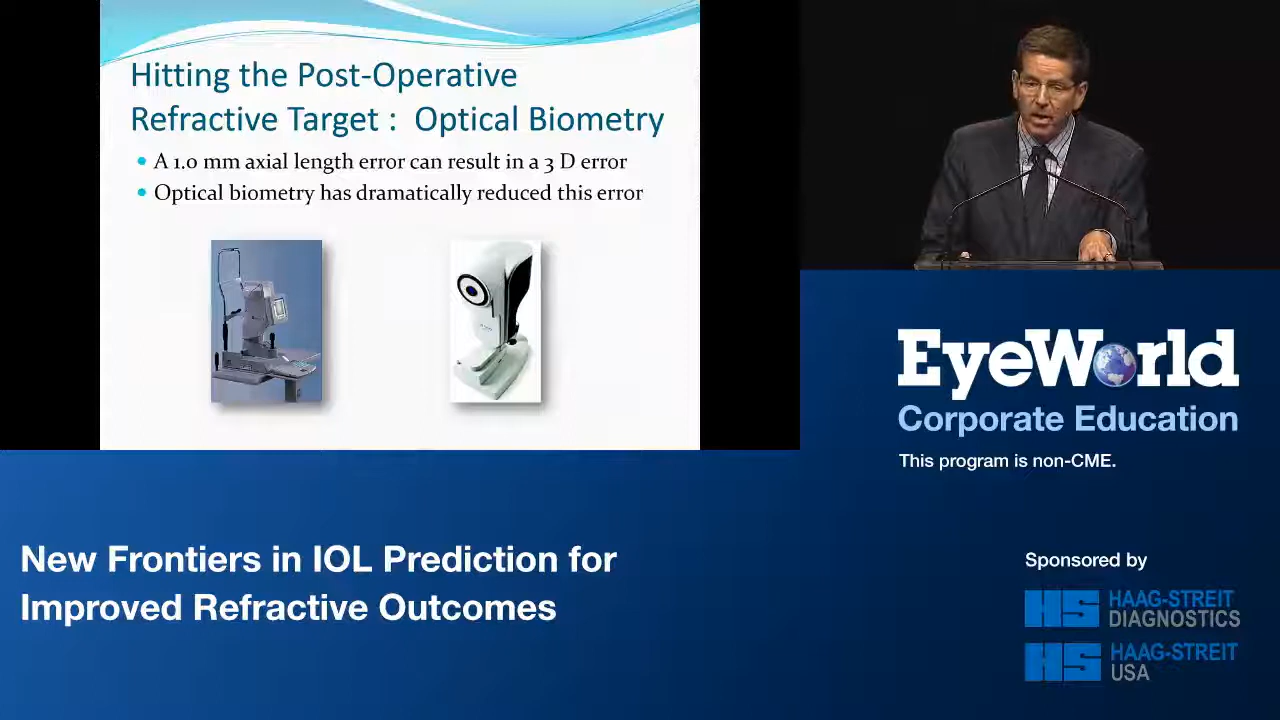 Hitting the Post-Operative
Refractive Target : Optical Biometry
• A 1.0 mm axial length error can result in a 3 D error
• Optical biometry has dramatically reduced this error
EyeWorld
Corporate Education
This program is non-CME.
New Frontiers in IOL Prediction for
Improved Refractive Outcomes
Sponsored by
HS HAAG-STREIT
DIAGNOSTICS
HS HAAG-STREIT
USA